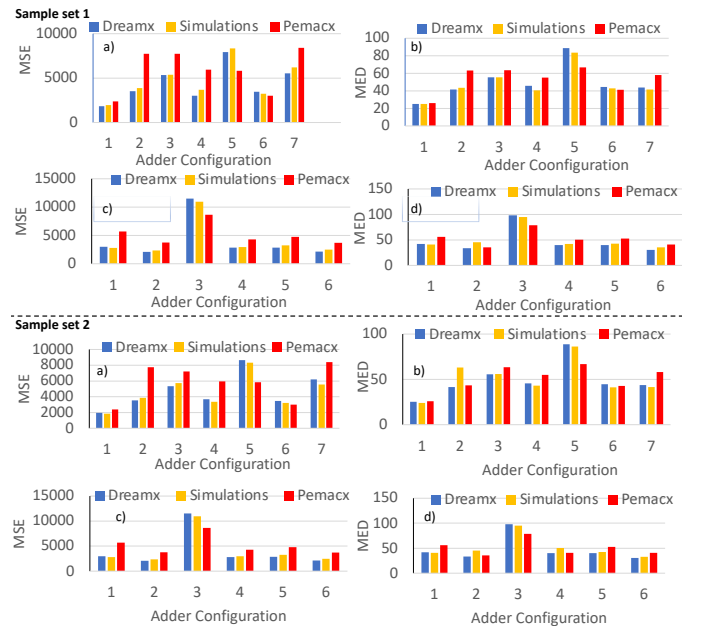 Sample set 1
Dreamx Simulations Pemacx
a)
MSE
10000
5000
0
1 2 3 4 5 6 7
Adder Configuration
Dreamx Simulations Pemacx
b)
MED
100
80
60
40
20
0
1 2 3 4 5 6 7
Adder Coonfiguration
Dreamx Simulations Pemacx
c)
MSE
15000
10000
5000
0
1 2 3 4 5 6
Adder Configuration
Dreamx Simulations Pemacx
d)
MED
150
100
50
0
1 2 3 4 5 6
Adder Configuration
Sample set 2
Dreamx Simulations Pemacx
a)
MSE
10000
8000
6000
4000
2000
0
1 2 3 4 5 6 7
Adder Configuration
Dreamx Simulations Pemacx
b)
MED
100
50
0
1 2 3 4 5 6 7
Adder Configuration
Dreamx Simulations Pemacx
c)
MSE
15000
10000
5000
0
1 2 3 4 5 6
Adder Configuration
Dreamx Simulations Pemacx
d)
MED
150
100
50
0
1 2 3 4 5 6
Adder Configuration